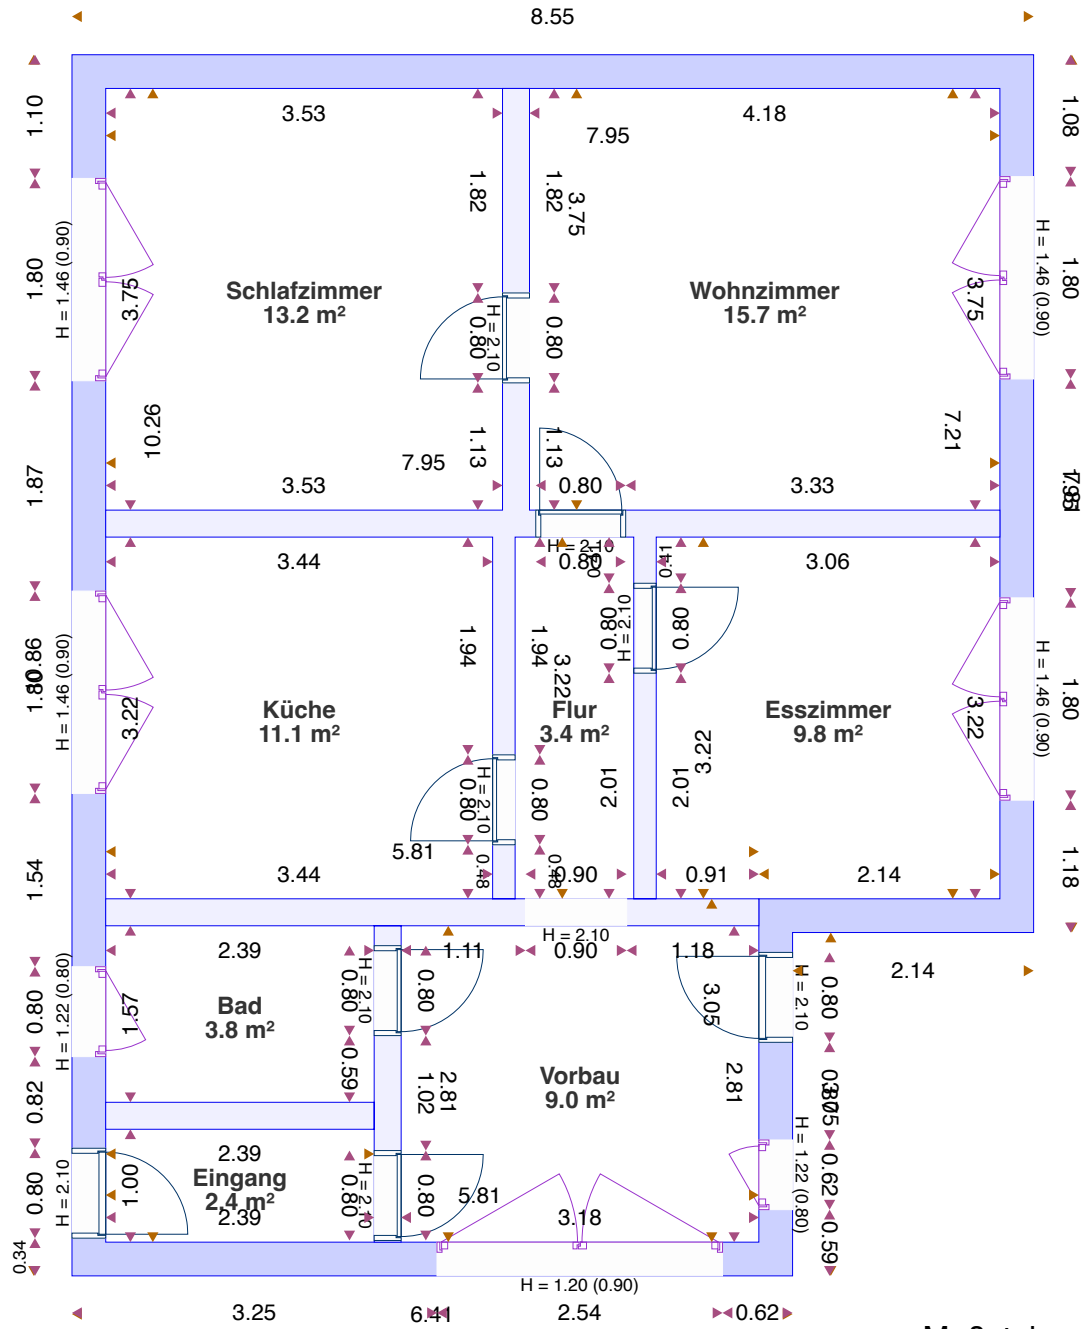 8.55
1.10
3.53
4.18
1.08
7.95
1.82
1.82
3.75
H = 1.46 (0.90)
1.80
3.75
Schlafzimmer
13.2 m²
H = 2.10
0.80
0.80
Wohnzimmer
15.7 m²
3.75
H = 1.46 (0.90)
1.80
10.26
7.95
1.13
1.13
7.21
1.87
3.53
0.80
3.33
H = 2.10
3.44
0.80
0.41
3.06
1.94
1.94
0.80
H = 2.10
0.80
1.80
H = 1.46 (0.90)
3.22
Küche
11.1 m²
3.22
Flur
3.4 m²
Esszimmer
9.8 m²
3.22
H = 1.46 (0.90)
1.80
3.22
0.80
H = 2.10
0.80
2.01
2.01
5.81
1.54
3.44
0.48
0.90
0.91
2.14
1.18
H = 2.10
2.39
1.11
0.90
1.18
2.14
0.80
H = 1.22 (0.80)
1.57
Bad
3.8 m²
0.80
H = 2.10
0.80
3.05
H = 2.10
0.80
0.82
0.59
1.02
2.81
Vorbau
9.0 m²
2.81
2.39
0.80
H = 2.10
1.00
Eingang
2.4 m²
2.39
0.80
H = 2.10
0.80
5.81
3.18
H = 1.22 (0.80)
0.62
0.59
0.34
H = 1.20 (0.90)
3.25
6.41
2.54
0.62